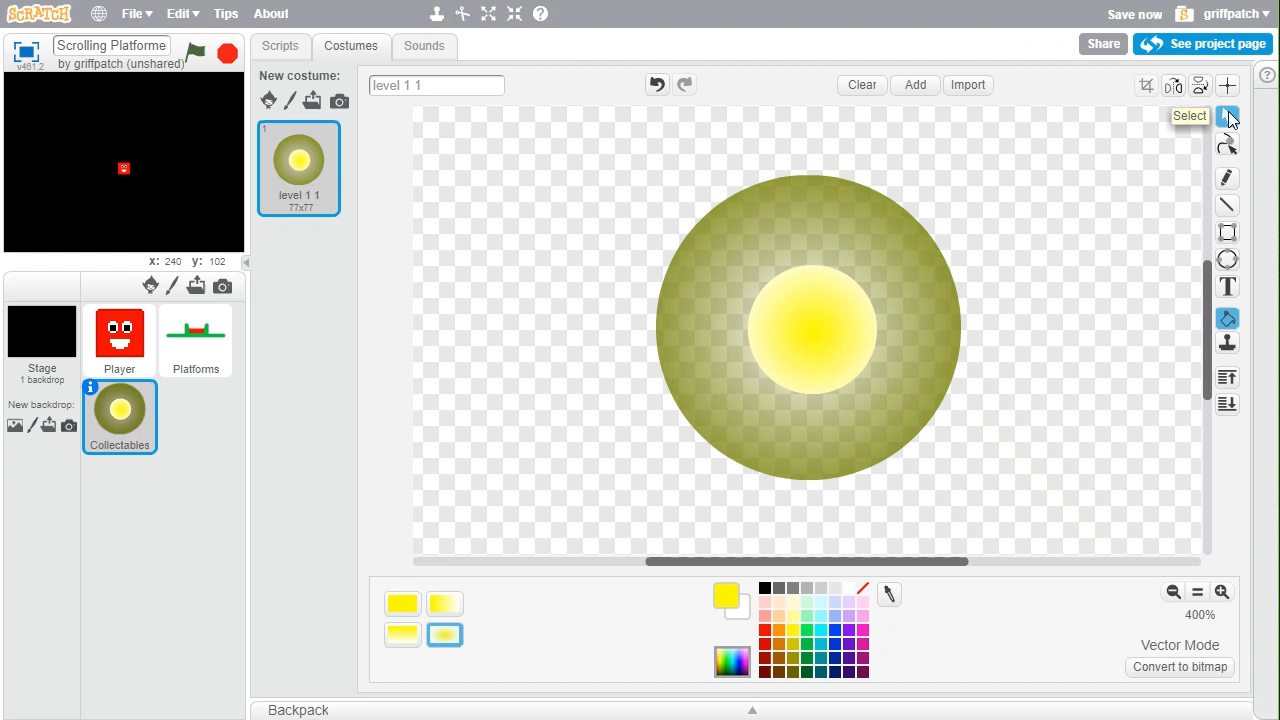 SCRATCH File▾ Edit▾ Tips About Save now griffpatch ▾
Scrolling Platforme
by griffpatch (unshared)
v461.2
Scripts Costumes Sounds
Share See project page
New costume:
level 1 1
Clear Add Import
Select
1
level 1 1
77x77
x: 240 y: 102
Stage
1 backdrop
Player
Platforms
New backdrop:
Collectables
T
400%
Vector Mode
Convert to bitmap
Backpack